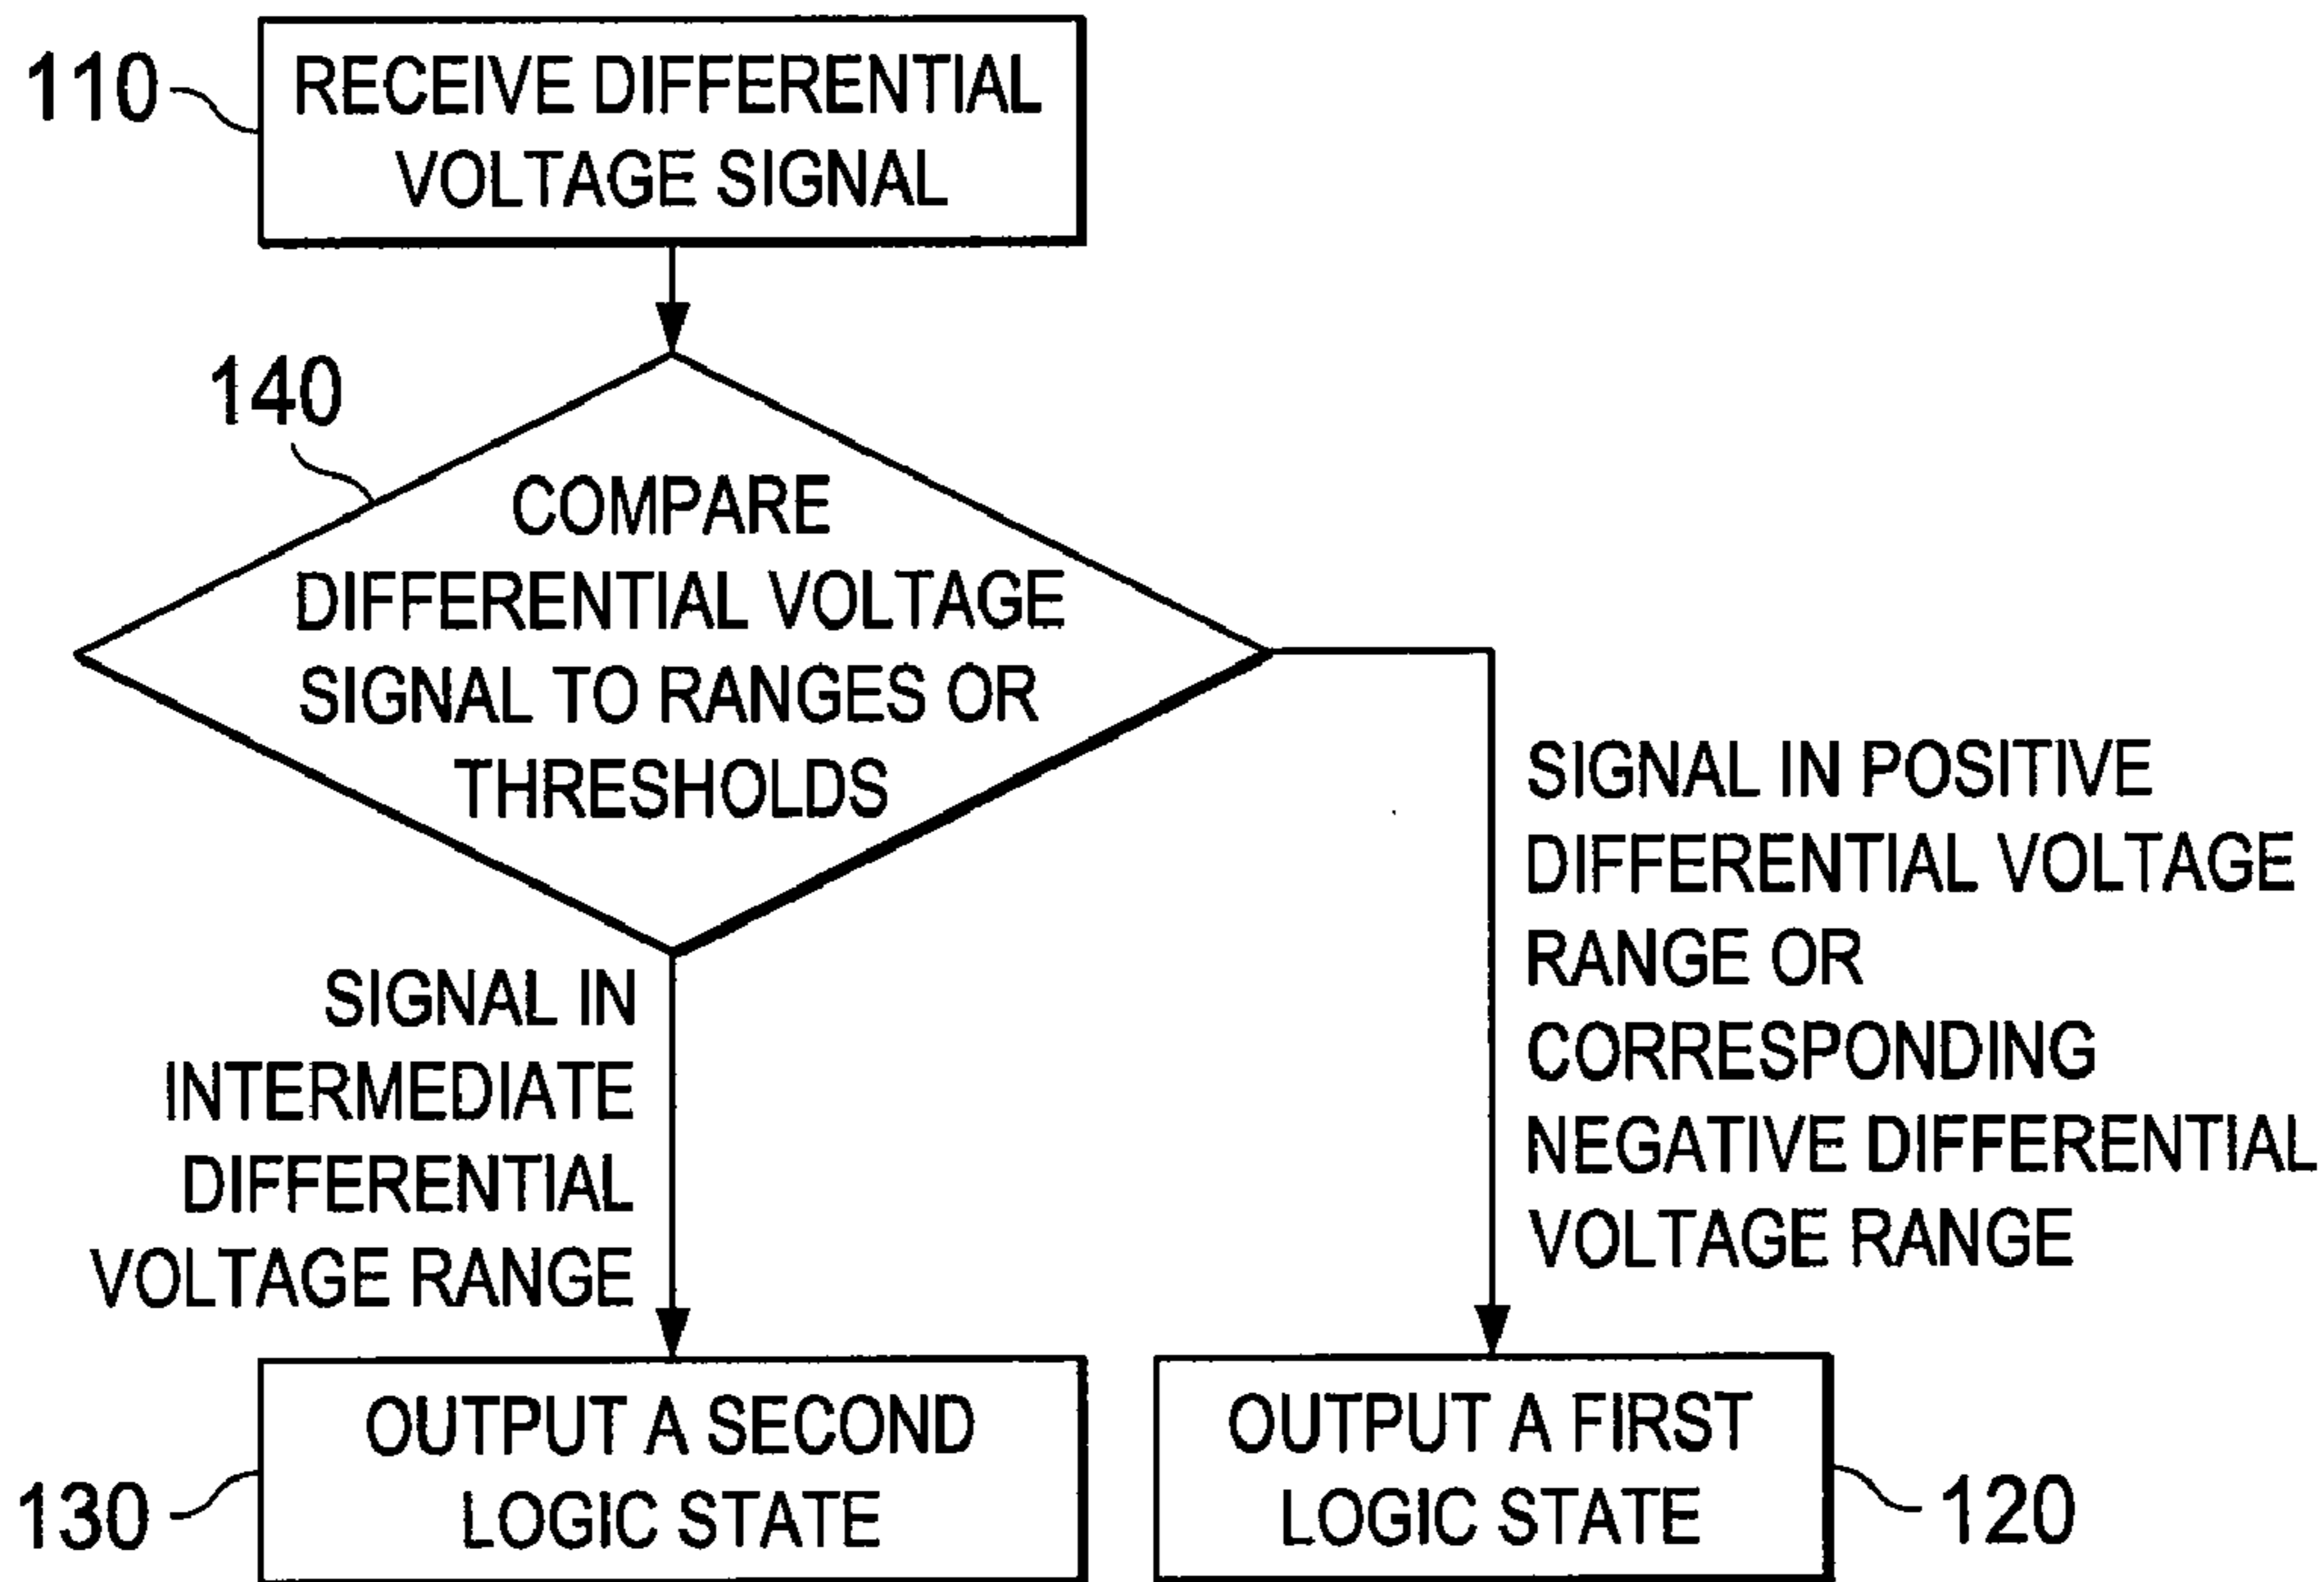 110
RECEIVE DIFFERENTIAL
VOLTAGE SIGNAL
140
COMPARE
DIFFERENTIAL VOLTAGE
SIGNAL TO RANGES OR
THRESHOLDS
SIGNAL IN
INTERMEDIATE
DIFFERENTIAL
VOLTAGE RANGE
SIGNAL IN POSITIVE
DIFFERENTIAL VOLTAGE
RANGE OR
CORRESPONDING
NEGATIVE DIFFERENTIAL
VOLTAGE RANGE
OUTPUT A SECOND
LOGIC STATE
130
OUTPUT A FIRST
LOGIC STATE
120